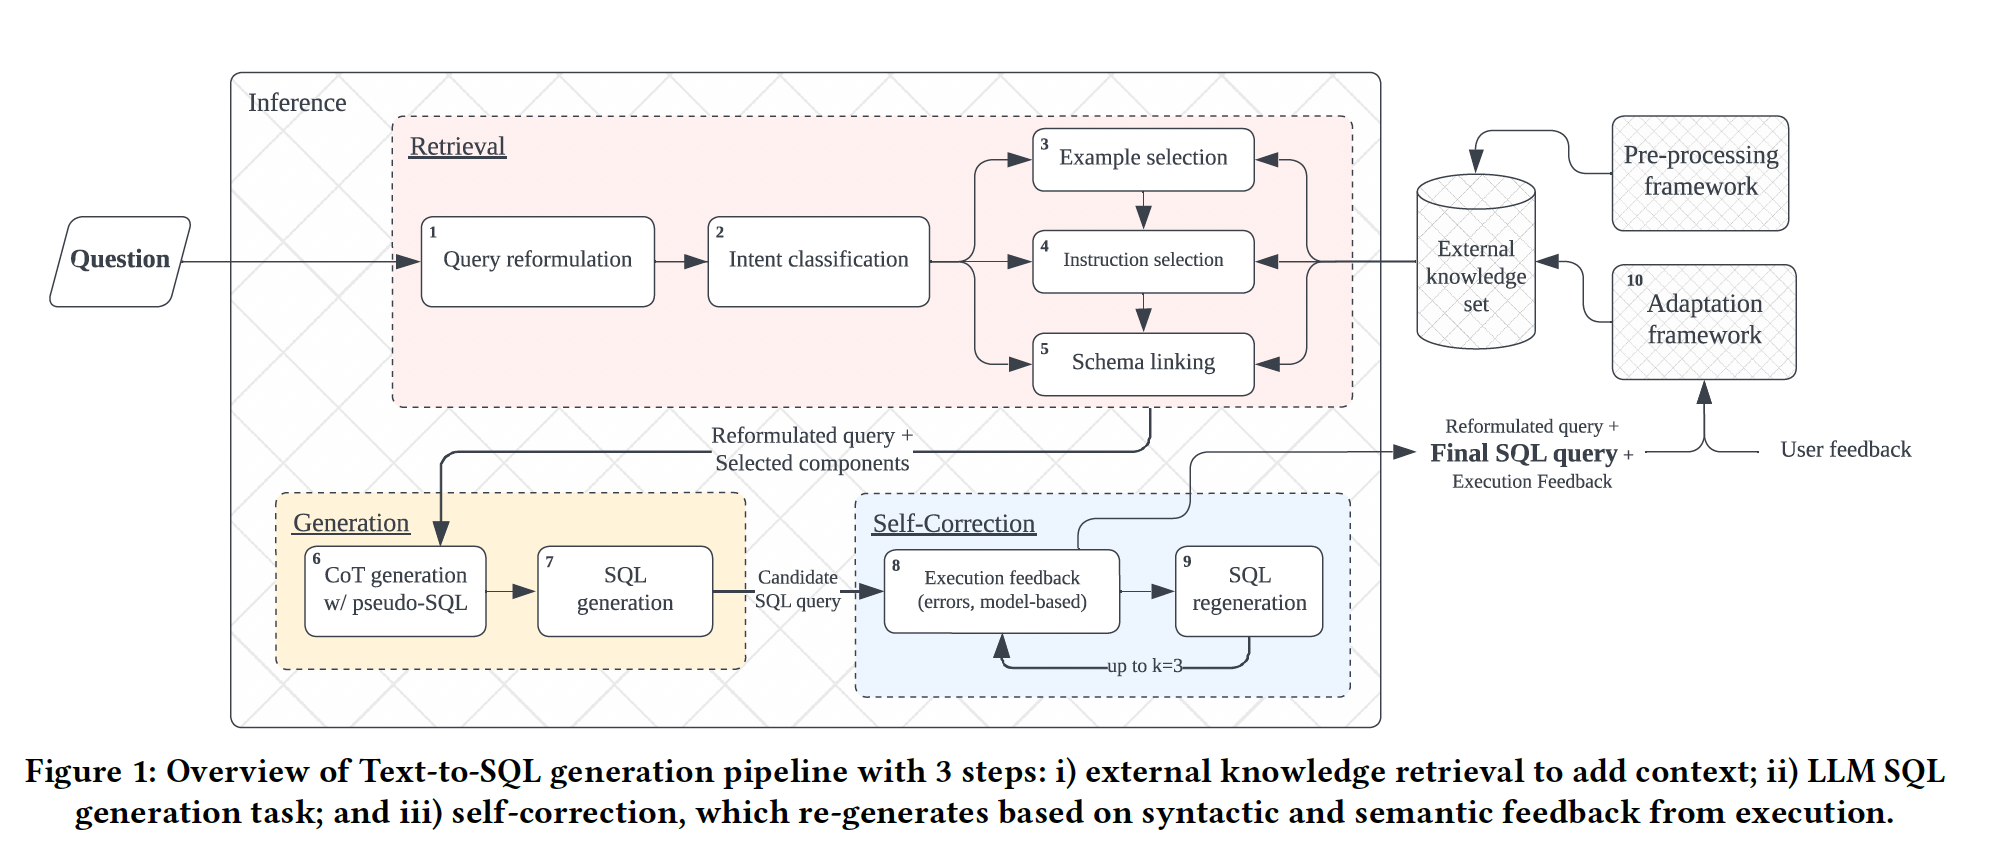 Inference
Retrieval
3
Example selection
Pre-processing
framework
Question
1
Query reformulation
2
Intent classification
4
Instruction selection
External
knowledge
set
10
Adaptation
framework
5
Schema linking
Reformulated query +
Selected components
Reformulated query +
Final SQL query +
Execution Feedback
User feedback
Generation
6
CoT generation
w/ pseudo-SQL
7
SQL
generation
Candidate
SQL query
Self-Correction
8
Execution feedback
(errors, model-based)
9
SQL
regeneration
up to k=3
Figure 1: Overview of Text-to-SQL generation pipeline with 3 steps: i) external knowledge retrieval to add context; ii) LLM SQL
generation task; and iii) self-correction, which re-generates based on syntactic and semantic feedback from execution.